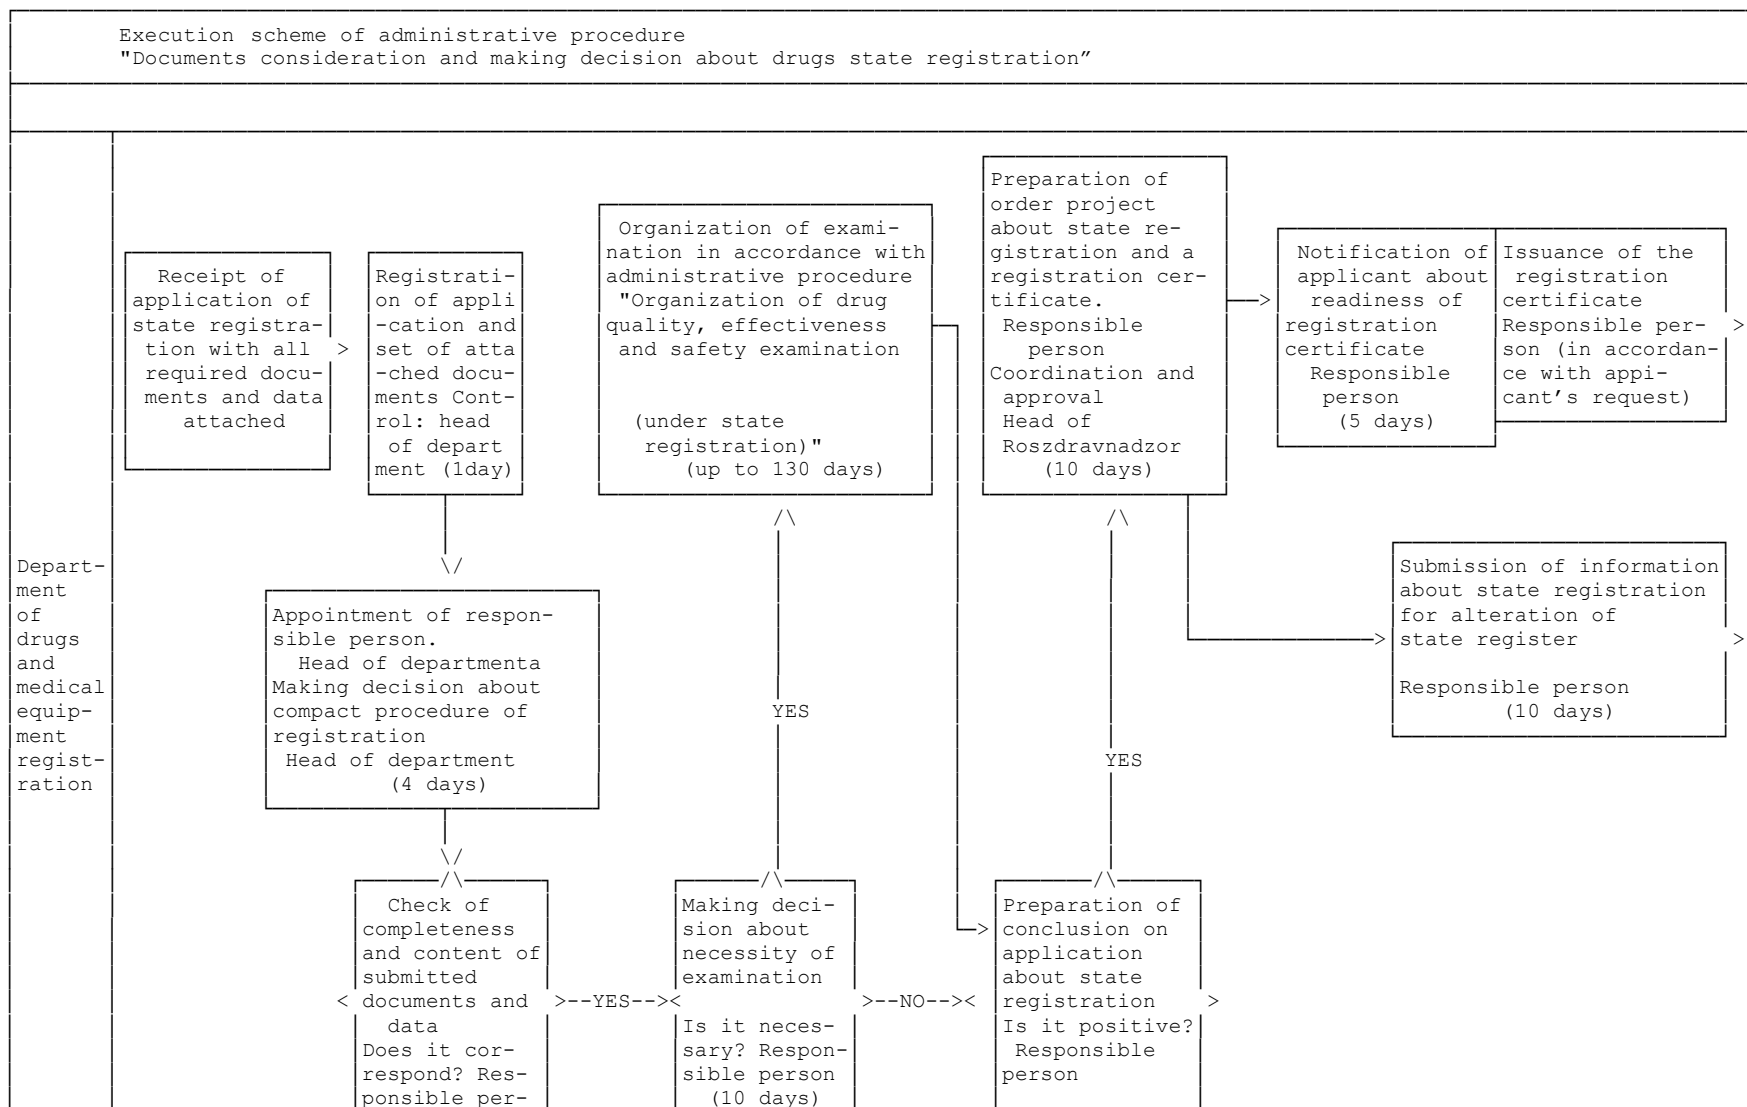 Execution scheme of administrative procedure
"Documents consideration and making decision about drugs state registration”
Depart-
ment
of
drugs
and
medical
equip-
ment
regist-
ration
Receipt of
application of
state registra-
tion with all
required docu-
ments and data
attached
>
Registrati-
on of appli
-cation and
set of atta
-ched docu-
ments Cont-
rol: head
of depart
ment (1day)
\/
Appointment of respon-
sible person.
Head of departmenta
Making decision about
compact procedure of
registration
Head of department
(4 days)
\/
/\
Check of
completeness
and content of
submitted
< documents and >--YES--><
data
Does it cor-
respond? Res-
ponsible per-
/\
Making deci-
sion about
necessity of
examination
>--NO--><
Is it neces-
sary? Respon-
sible person
(10 days)
YES
/\
Organization of exami-
nation in accordance with
administrative procedure
"Organization of drug
quality, effectiveness
and safety examination
(under state
registration)"
(up to 130 days)
>
/\
Preparation of
conclusion on
application
about state
registration >
Is it positive?
Responsible
person
YES
/\
Preparation of
order project
about state re-
gistration and a
registration cer-
tificate.
Responsible
person
Coordination and
approval
Head of
Roszdravnadzor
(10 days)
>
Notification of
applicant about
readiness of
registration
certificate
Responsible
person
(5 days)
Issuance of the
registration
certificate
Responsible per- >
son (in accordan-
ce with appi-
cant’s request)
>
Submission of information
about state registration
for alteration of
state register >
Responsible person
(10 days)